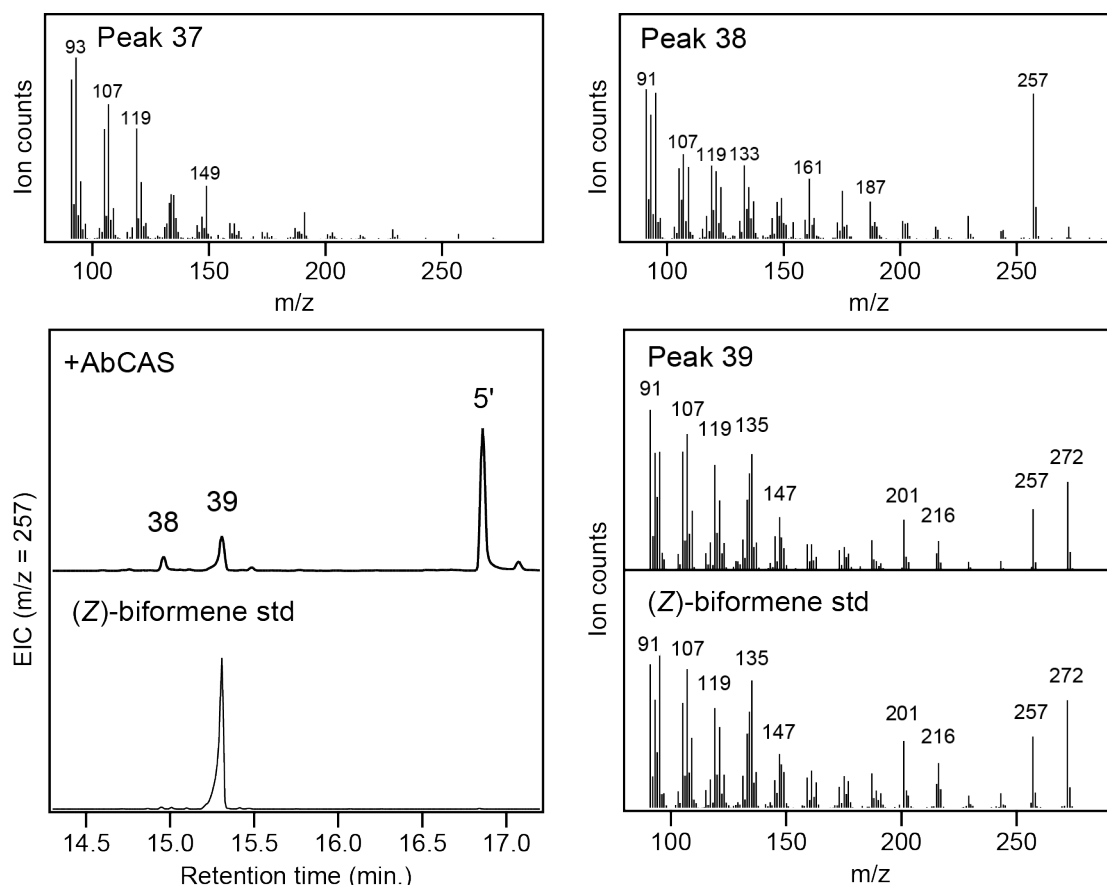 Peak 37
93
107
119
149
Ion counts
100 150 200 250
m/z
Peak 38
91
107
119
133
161
187
257
Ion counts
100 150 200 250
m/z
+AbCAS
38
39
5'
(Z)-biformene std
EIC (m/z = 257)
14.5 15.0 15.5 16.0 16.5 17.0
Retention time (min.)
Peak 39
91
107
119
135
147
201
216
257
272
(Z)-biformene std
91
107
119
135
147
201
216
257
272
Ion counts
100 150 200 250
m/z